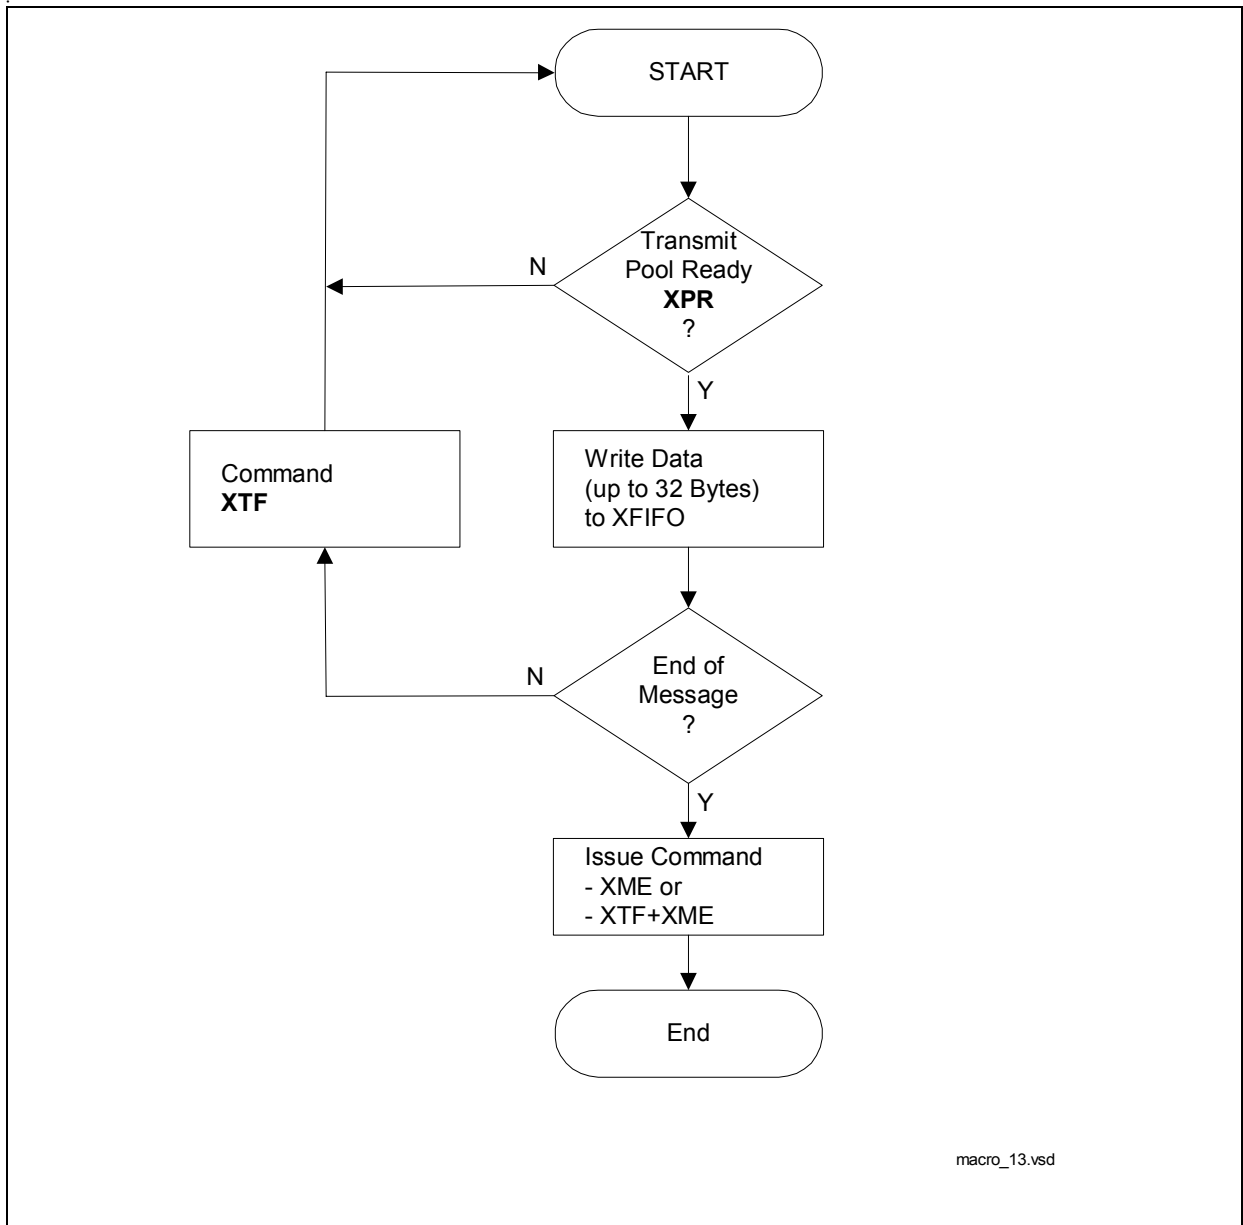 START
Transmit
Pool Ready
XPR
?
N
Y
Write Data
(up to 32 Bytes)
to XFIFO
Command
XTF
End of
Message
?
N
Y
Issue Command
- XME or
- XTF+XME
End
macro_13.vsd